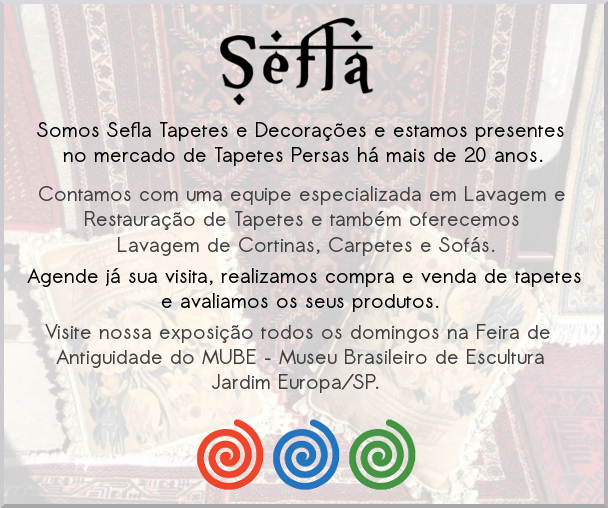 Sefla
Somos Sefla Tapetes e Decorações e estamos presentes
no mercado de Tapetes Persas há mais de 20 anos.
Contamos com uma equipe especializada em Lavagem e
Restauração de Tapetes e também oferecemos
Lavagem de Cortinas, Carpetes e Sofás.
Agende já sua visita, realizamos compra e venda de tapetes
e avaliamos os seus produtos.
Visite nossa exposição todos os domingos na Feira de
Antiguidade do MUBE - Museu Brasileiro de Escultura
Jardim Europa/SP.